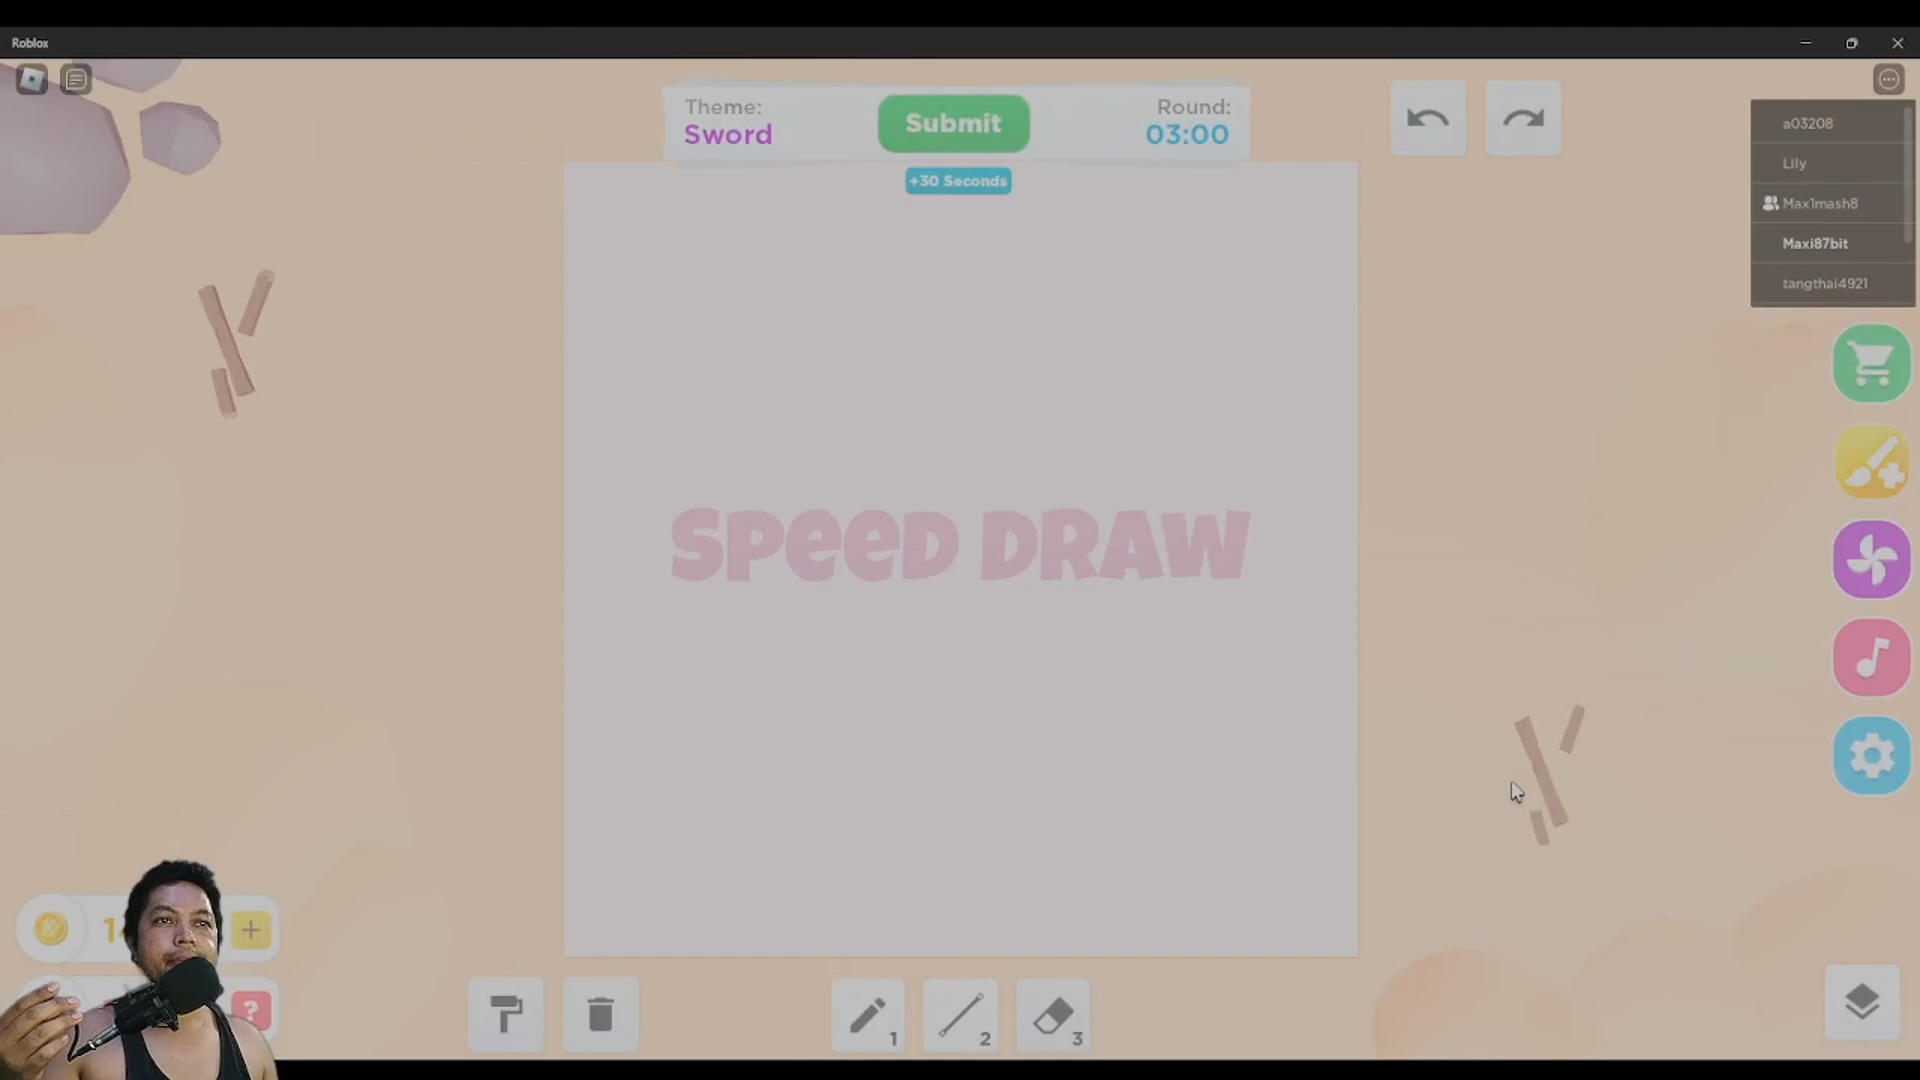 Roblox
Theme:
Sword
Submit
Round:
03:00
+30 Seconds
a03208
Lily
Max1mash8
Maxi87bit
tangthai4921
SPEED DRAW
+
?
1
2
3